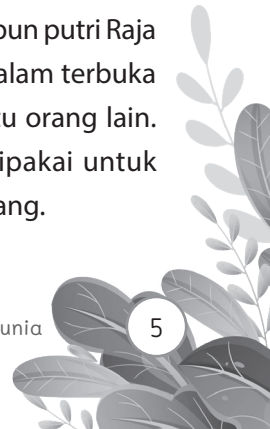 pun putri Raja
alam terbuka
u orang lain.
ipakai untuk
ang.
unia
5